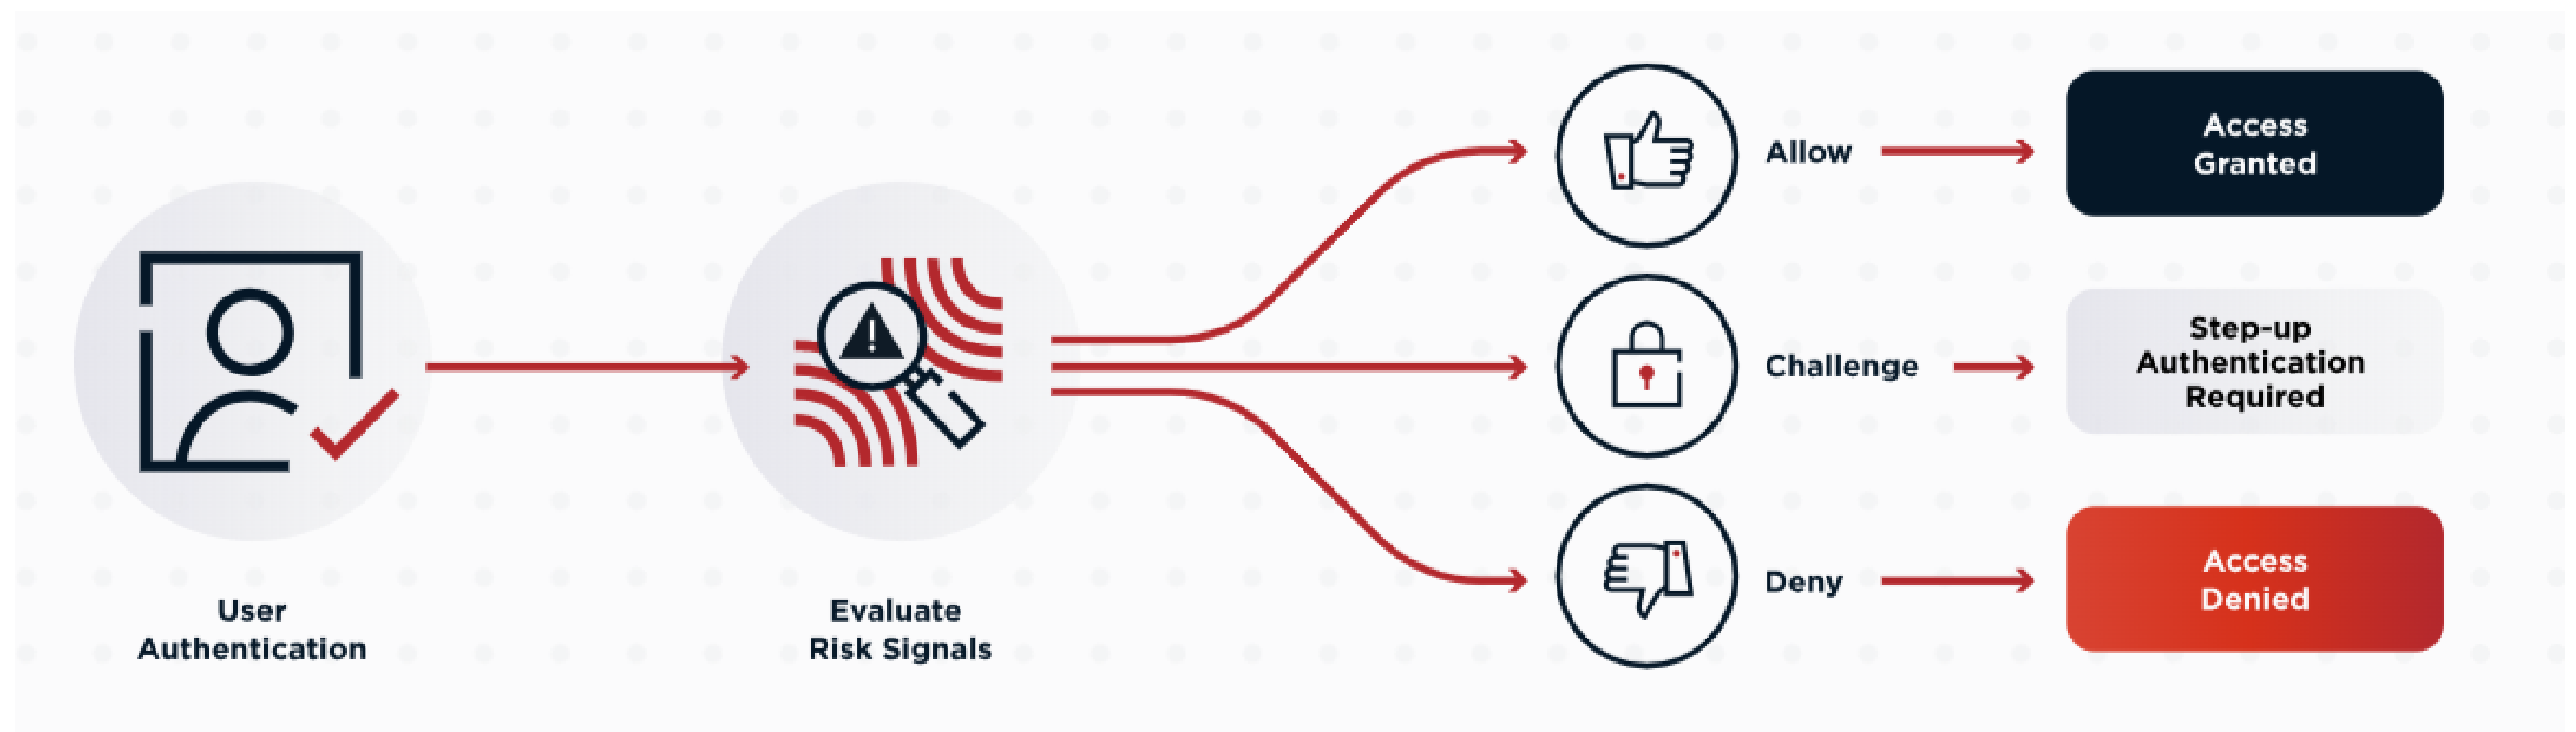 User
Authentication
Evaluate
Risk Signals
Allow
Access
Granted
Challenge
Step-up
Authentication
Required
Deny
Access
Denied